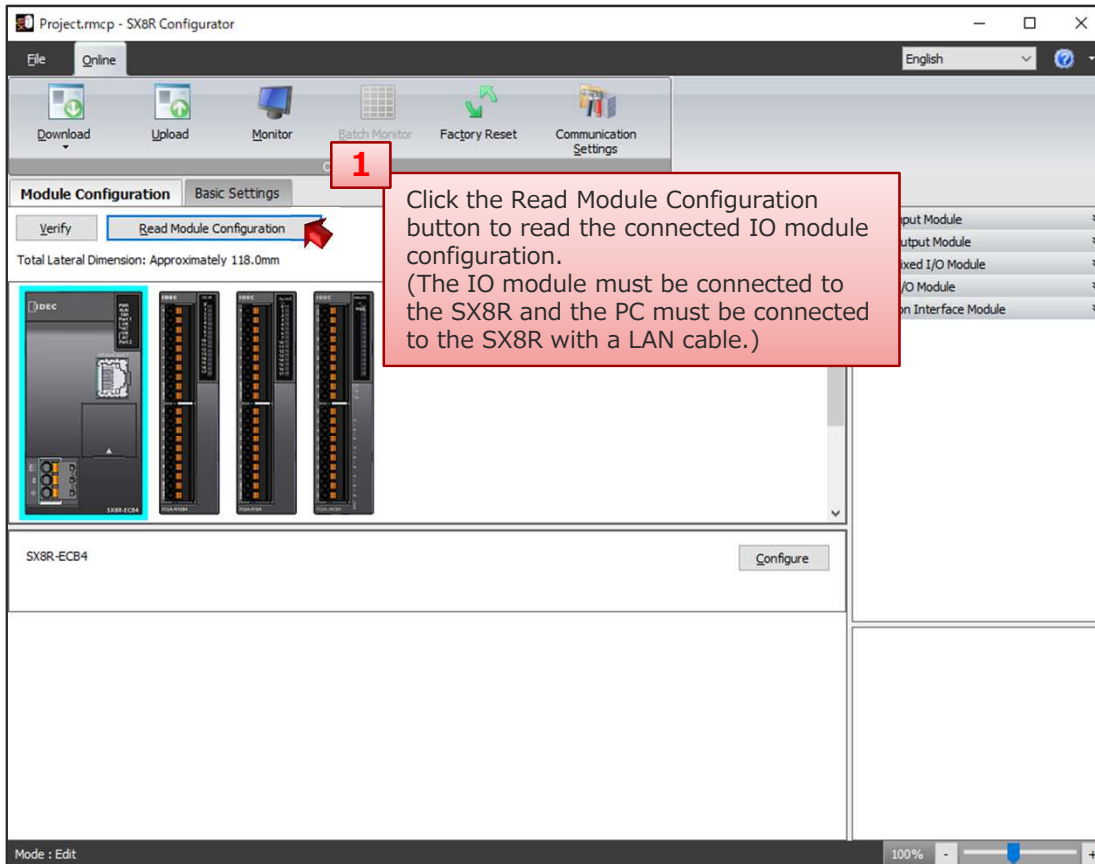 Project.rmcp - SX8R Configurator
File Online English
Download Upload Monitor Batch Monitor Factory Reset Communication
Settings
1
Module Configuration Basic Settings
Verify Read Module Configuration
Total Lateral Dimension: Approximately 118.0mm
Click the Read Module Configuration
button to read the connected IO module
configuration.
(The IO module must be connected to
the SX8R and the PC must be connected
to the SX8R with a LAN cable.)
put Module
utput Module
ixed I/O Module
/O Module
on Interface Module
IDEC
IDEC
IDEC
IDEC
SX8R-ECB4
SX8R-ECB4 Configure
Mode : Edit 100% - +